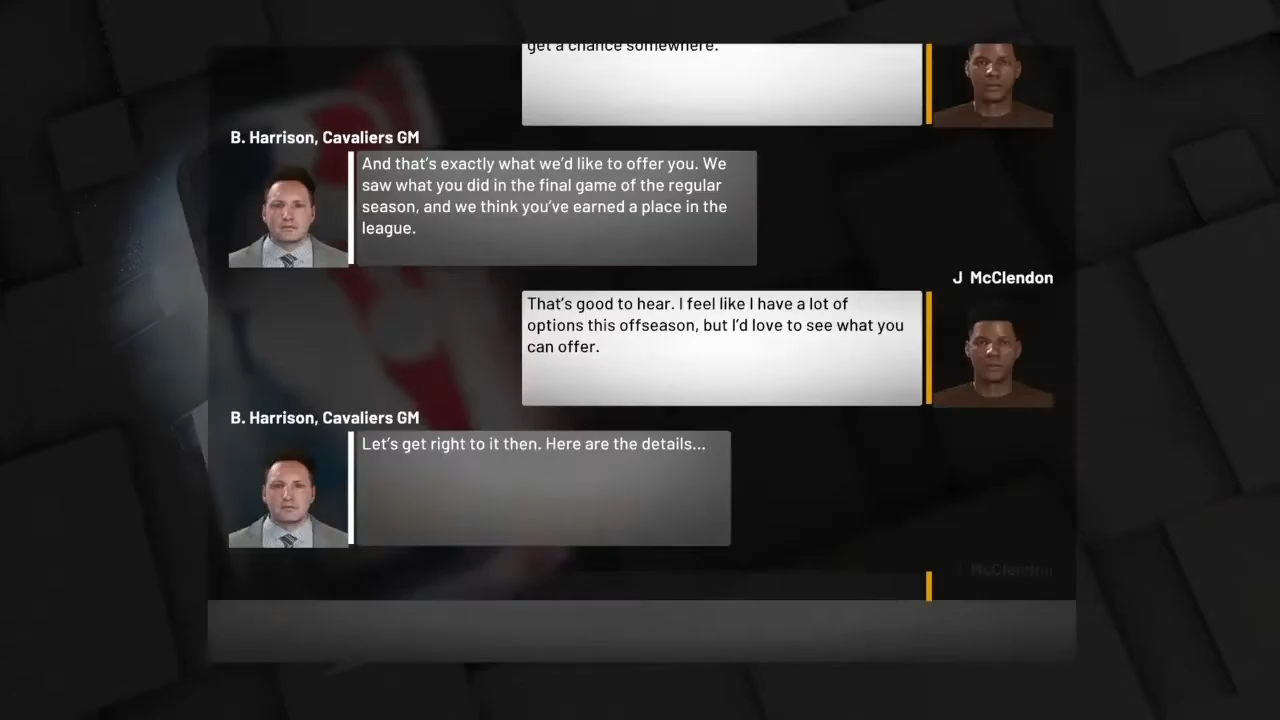 get a chance somewhere.
B. Harrison, Cavaliers GM
And that's exactly what we'd like to offer you. We
saw what you did in the final game of the regular
season, and we think you've earned a place in the
league.
J McClendon
That's good to hear. I feel like I have a lot of
options this offseason, but I'd love to see what you
can offer.
B. Harrison, Cavaliers GM
Let's get right to it then. Here are the details...
J McClendon